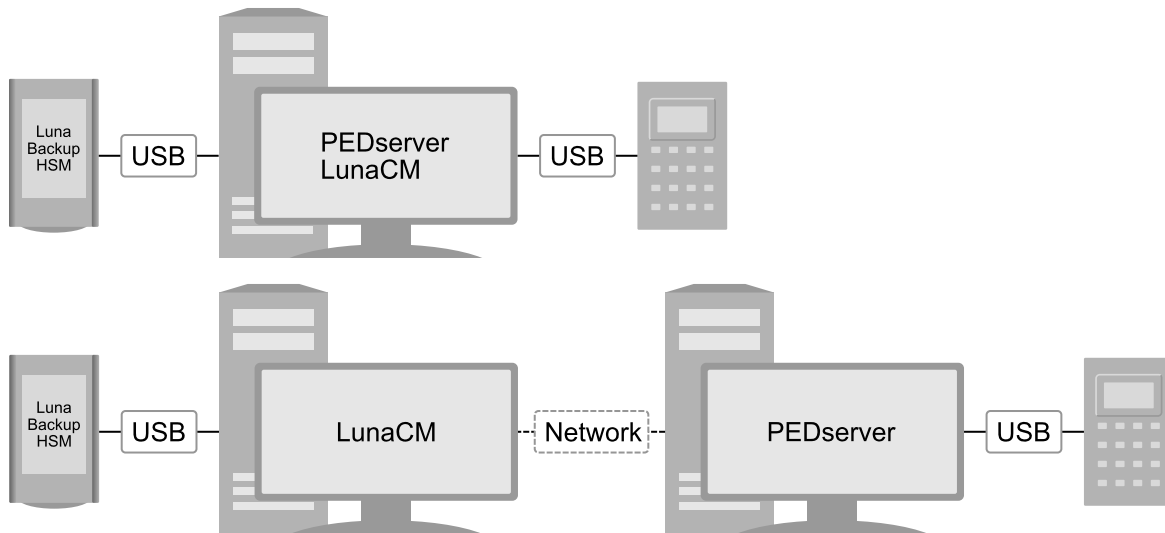 Luna
Backup
HSM
USB
PEDserver
LunaCM
USB
Luna
Backup
HSM
USB
LunaCM
Network
PEDserver
USB